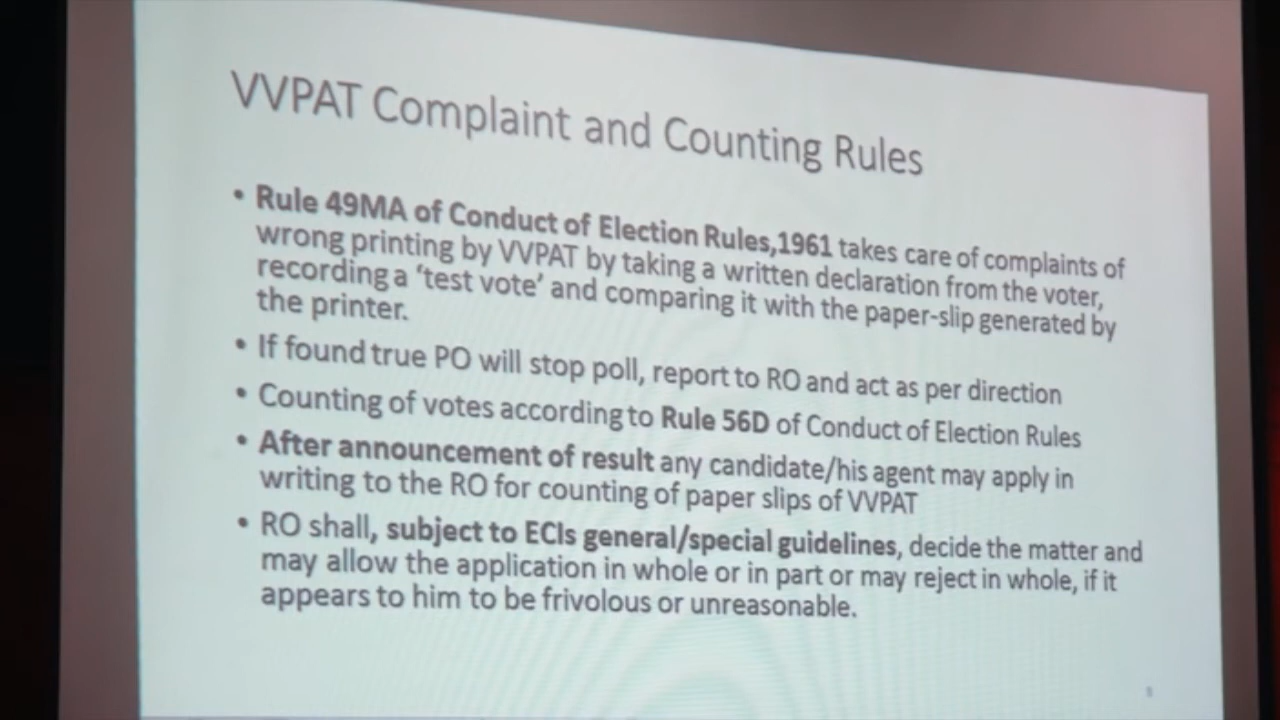 VVPAT Complaint and Counting Rules
• Rule 49MA of Conduct of Election Rules,1961 takes care of complaints of
wrong printing by VVPAT by taking a written declaration from the voter,
recording a ‘test vote’ and comparing it with the paper-slip generated by
the printer.
• If found true PO will stop poll, report to RO and act as per direction
• Counting of votes according to Rule 56D of Conduct of Election Rules
• After announcement of result any candidate/his agent may apply in
writing to the RO for counting of paper slips of VVPAT
• RO shall, subject to ECIs general/special guidelines, decide the matter and
may allow the application in whole or in part or may reject in whole, if it
appears to him to be frivolous or unreasonable.